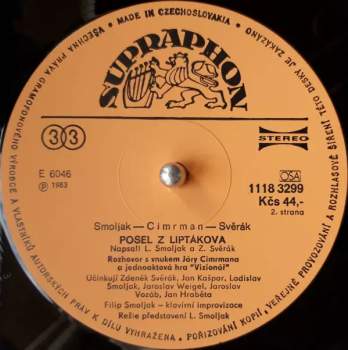 VŠECHNA PRÁVA GRAMOFONOVÉHO VÝROBCE A VLASTNÍKŮ AUTORSKÝCH PRÁV K DÍLU VYHRAŽENA. POŘIZOVÁNÍ KOPIÍ, VEŘEJNÉ PROVOZOVÁNÍ A ROZHLASOVÉ ŠÍŘENÍ TÉTO DESKY JE ZAKÁZÁNO
MADE IN CZECHOSLOVAKIA
SUPRAPHON
33
STEREO
E 6046
Ⓟ 1983
OSA
1118 3299
Kčs 44,-
2. strana
Smoljak — Cimrman — Svěrák
POSEL Z LIPTÁKOVA
Napsali L. Smoljak a Z. Svěrák
Rozhovor s vnukem Járy Cimrmana
a jednoaktová hra "Vizionář"
Účinkují Zdeněk Svěrák, Jan Kašpar, Ladislav
Smoljak, Jaroslav Weigel, Jaroslav
Vozáb, Jan Hraběta
Filip Smoljak – klavírní improvizace
Režie představení L. Smoljak